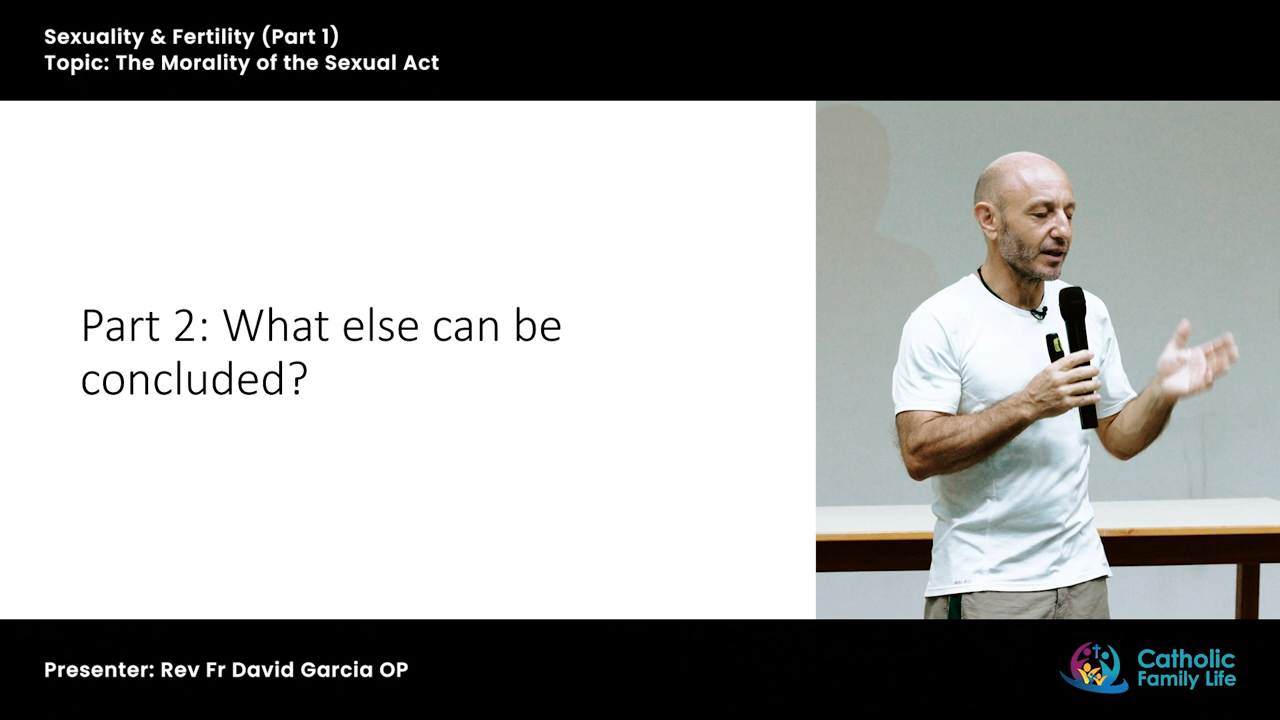 Sexuality & Fertility (Part 1)
Topic: The Morality of the Sexual Act
Part 2: What else can be
concluded?
Presenter: Rev Fr David Garcia OP
Catholic
Family Life